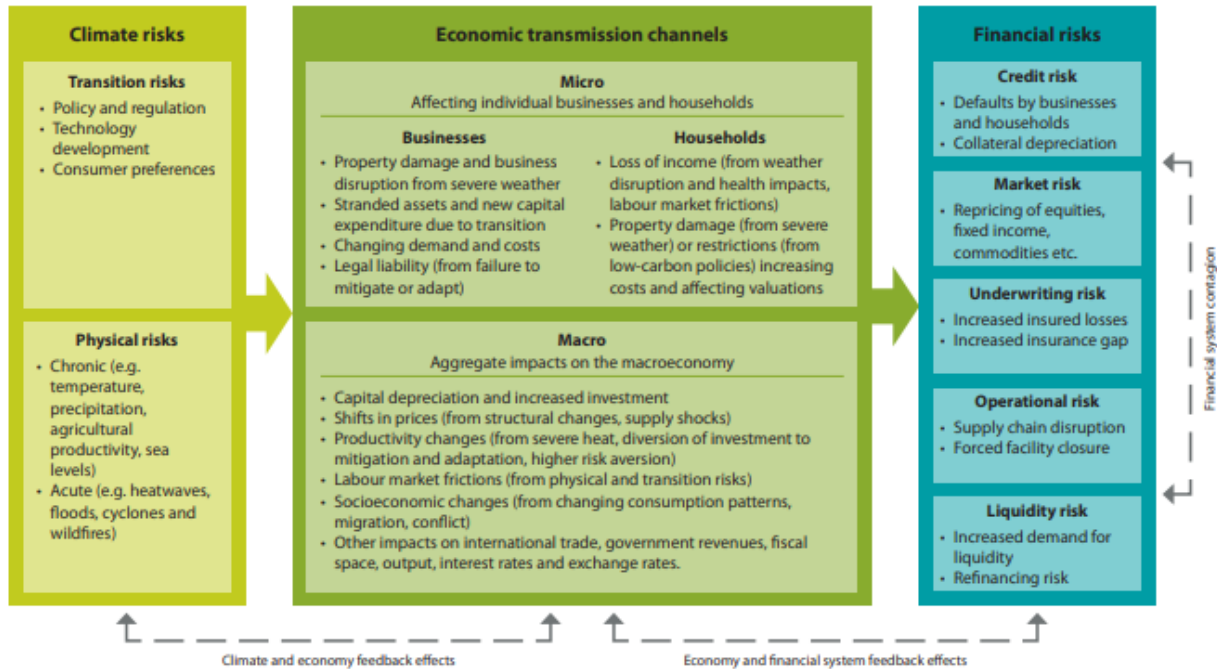 Climate risks
Transition risks
• Policy and regulation
• Technology
development
• Consumer preferences
Physical risks
• Chronic (e.g.
temperature,
precipitation,
agricultural
productivity, sea
levels)
• Acute (e.g. heatwaves,
floods, cyclones and
wildfires)
Economic transmission channels
Micro
Affecting individual businesses and households
Businesses
• Property damage and business
disruption from severe weather
• Stranded assets and new capital
expenditure due to transition
• Changing demand and costs
• Legal liability (from failure to
mitigate or adapt)
Households
• Loss of income (from weather
disruption and health impacts,
labour market frictions)
• Property damage (from severe
weather) or restrictions (from
low-carbon policies) increasing
costs and affecting valuations
Macro
Aggregate impacts on the macroeconomy
• Capital depreciation and increased investment
• Shifts in prices (from structural changes, supply shocks)
• Productivity changes (from severe heat, diversion of investment to
mitigation and adaptation, higher risk aversion)
• Labour market frictions (from physical and transition risks)
• Socioeconomic changes (from changing consumption patterns,
migration, conflict)
• Other impacts on international trade, government revenues, fiscal
space, output, interest rates and exchange rates.
Financial risks
Credit risk
• Defaults by businesses
and households
• Collateral depreciation
Market risk
• Repricing of equities,
fixed income,
commodities etc.
Underwriting risk
• Increased insured losses
• Increased insurance gap
Operational risk
• Supply chain disruption
• Forced facility closure
Liquidity risk
• Increased demand for
liquidity
• Refinancing risk
Financial system contagion
Climate and economy feedback effects
Economy and financial system feedback effects